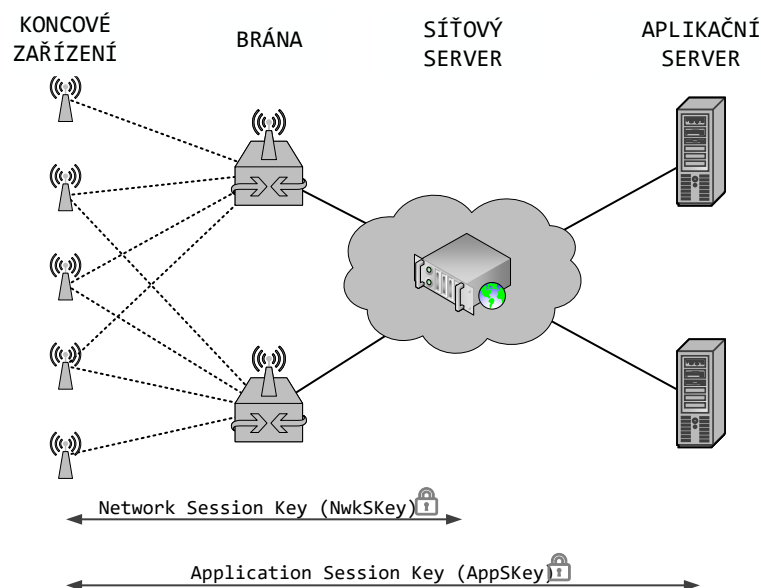 KONCOVÉ
ZAŘÍZENÍ
BRÁNA
SÍŤOVÝ
SERVER
APLIKAČNÍ
SERVER
Network Session Key (NwkSKey)
Application Session Key (AppSKey)